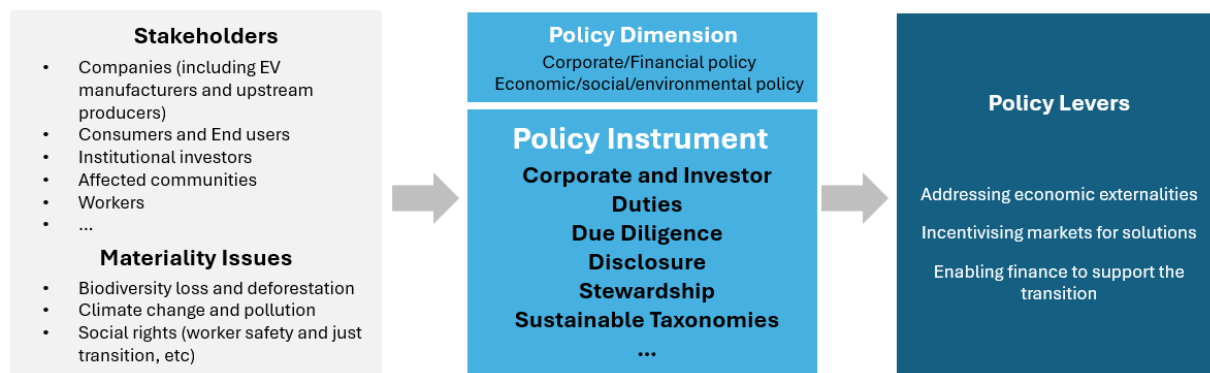 Stakeholders
• Companies (including EV
manufacturers and upstream
producers)
• Consumers and End users
• Institutional investors
• Affected communities
• Workers
• ...
Materiality Issues
• Biodiversity loss and deforestation
• Climate change and pollution
• Social rights (worker safety and just
transition, etc)
Policy Dimension
Corporate/Financial policy
Economic/social/environmental policy
Policy Instrument
Corporate and Investor
Duties
Due Diligence
Disclosure
Stewardship
Sustainable Taxonomies
...
Policy Levers
Addressing economic externalities
Incentivising markets for solutions
Enabling finance to support the
transition